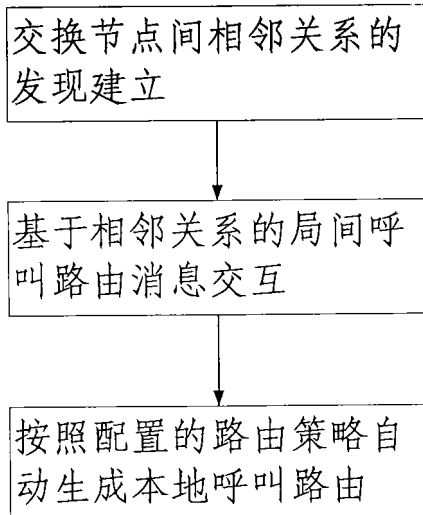 交换节点间相邻关系的
发现建立
基于相邻关系的局间呼
叫路由消息交互
按照配置的路由策略自
动生成本地呼叫路由